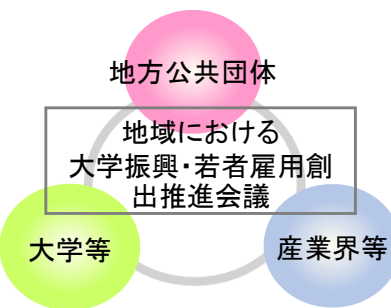 地方公共団体
地域における
大学振興・若者雇用創
出推進会議
大学等
産業界等